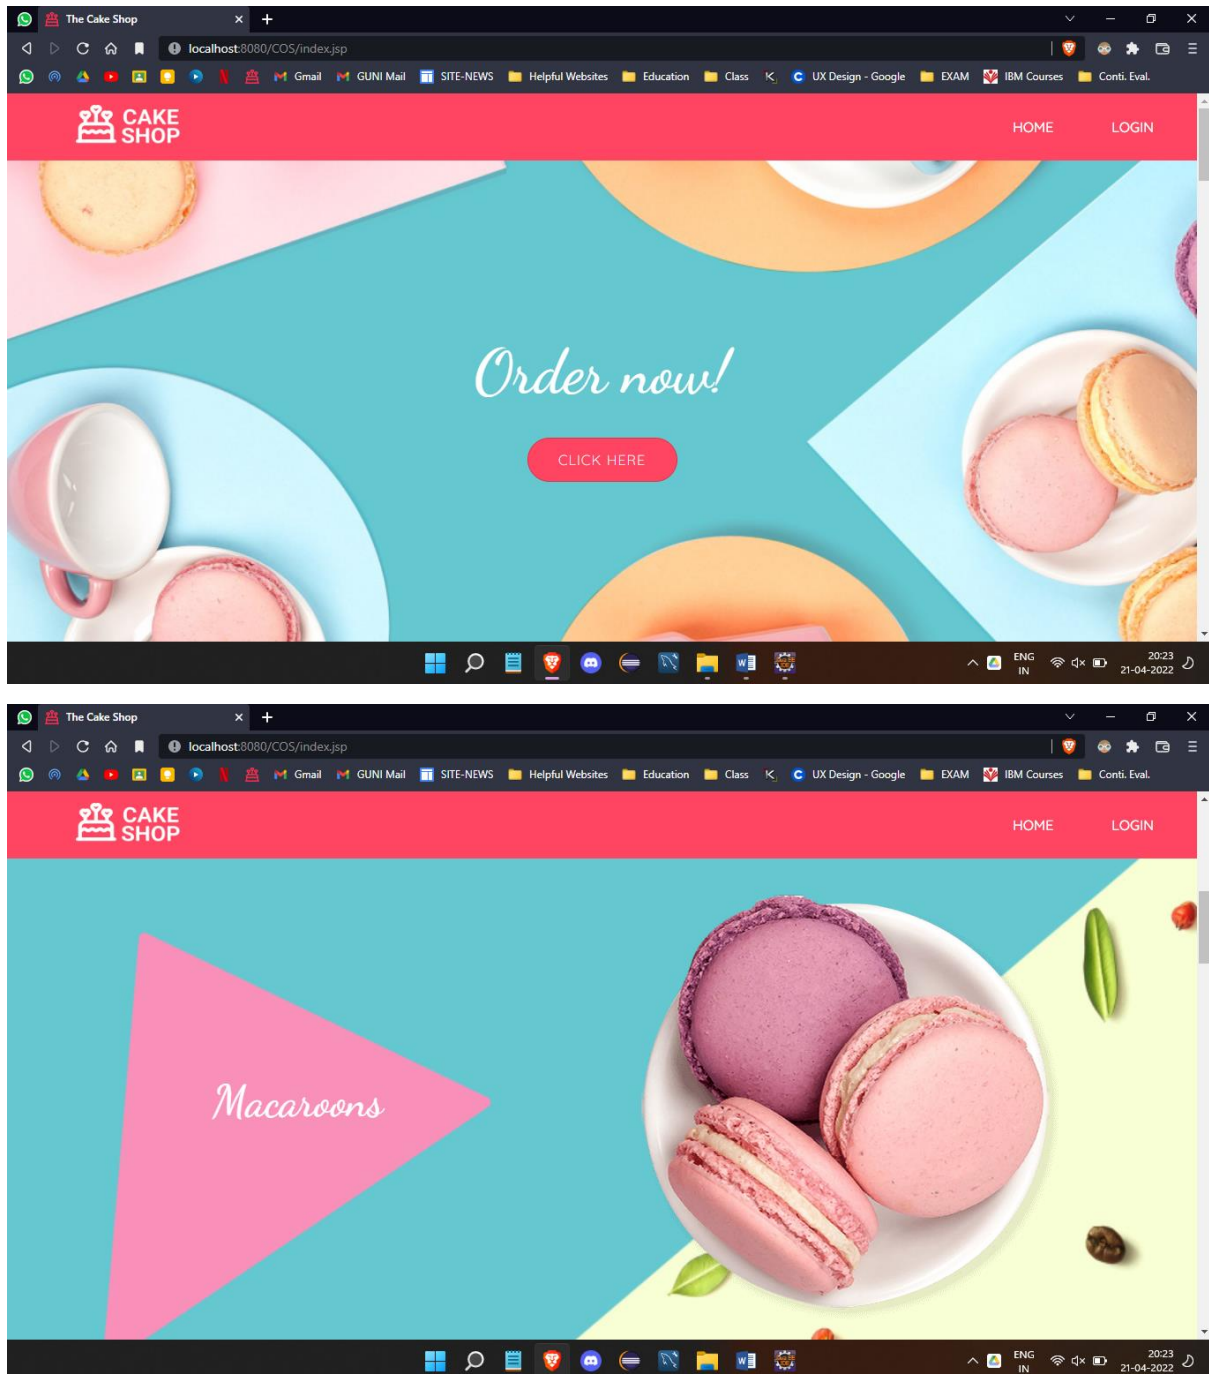 The Cake Shop
localhost:8080/COS/index.jsp
Gmail GUNI Mail SITE-NEWS Helpful Websites Education Class UX Design - Google EXAM IBM Courses Conti. Eval.
CAKE
SHOP
HOME LOGIN
Order now!
CLICK HERE
ENG
IN
20:23
21-04-2022
The Cake Shop
localhost:8080/COS/index.jsp
Gmail GUNI Mail SITE-NEWS Helpful Websites Education Class UX Design - Google EXAM IBM Courses Conti. Eval.
CAKE
SHOP
HOME LOGIN
Macaroons
ENG
IN
20:23
21-04-2022